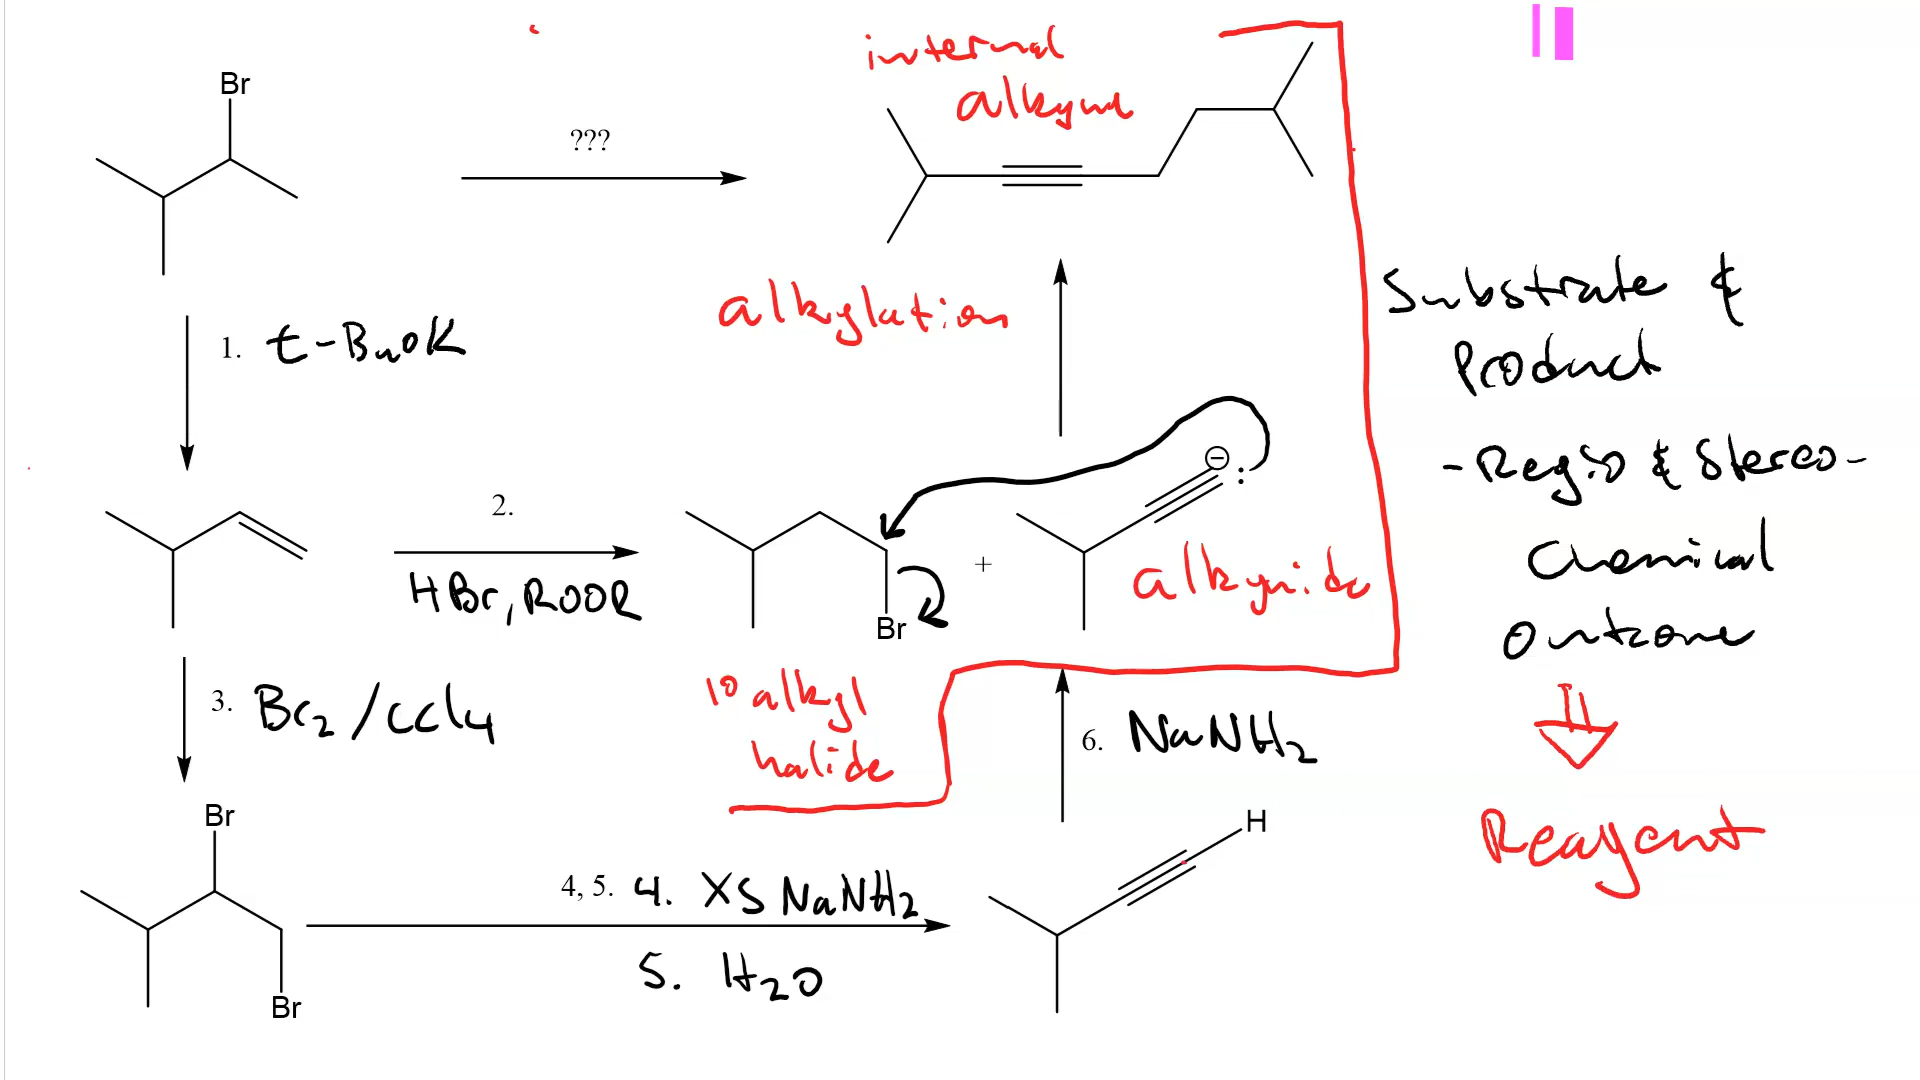 Br
???
internal
alkyne
alkylation
1. t-BuOK
Substrate &
Product
- Regio & Stereo-
Chemical
outcome
Reagent
2.
HBr, ROOR
Br
+
⊖
:
alkynide
1° alkyl
halide
3. Br2/CCl4
6. NaNH2
Br
Br
4, 5. 4. XS NaNH2
5. H2O
H